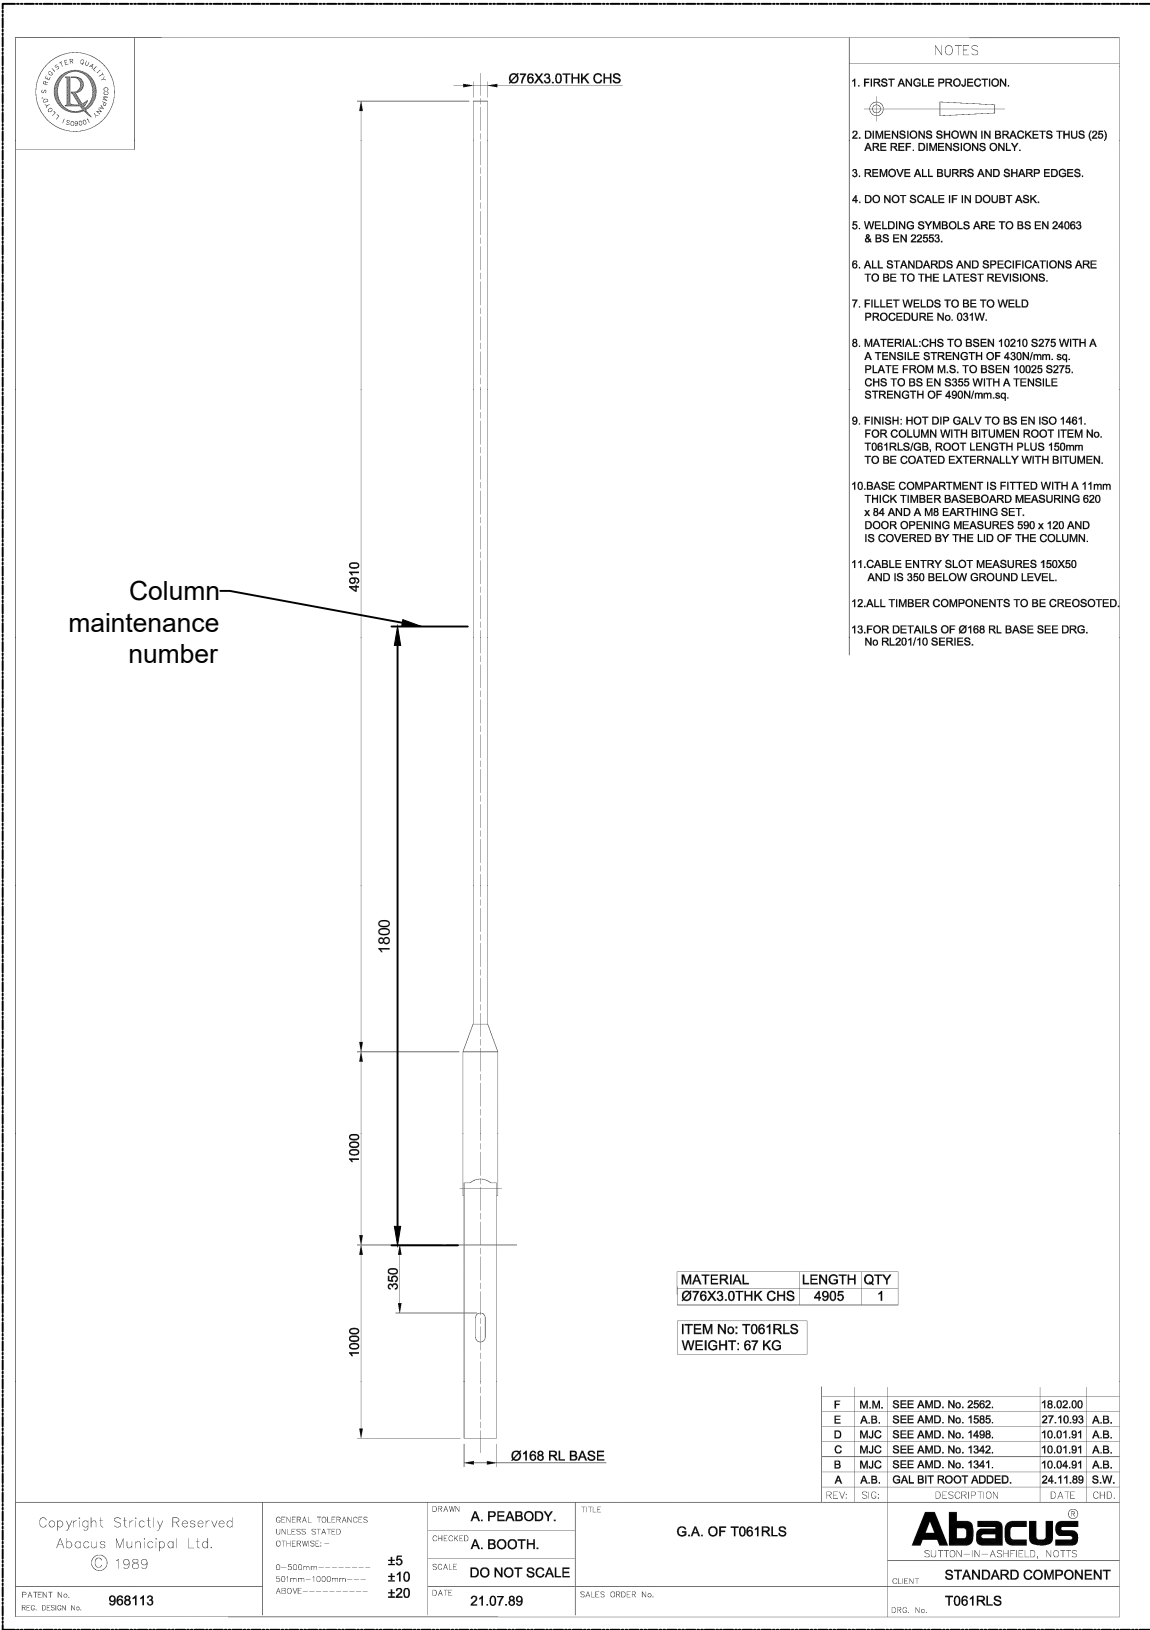 LLOYD'S REGISTER QUALITY COMPANY
R
Ø76X3.0THK CHS
4910
Column
maintenance
number
1800
1000
350
1000
Ø168 RL BASE
NOTES
1. FIRST ANGLE PROJECTION.
2. DIMENSIONS SHOWN IN BRACKETS THUS (25)
ARE REF. DIMENSIONS ONLY.
3. REMOVE ALL BURRS AND SHARP EDGES.
4. DO NOT SCALE IF IN DOUBT ASK.
5. WELDING SYMBOLS ARE TO BS EN 24063
& BS EN 22553.
6. ALL STANDARDS AND SPECIFICATIONS ARE
TO BE TO THE LATEST REVISIONS.
7. FILLET WELDS TO BE TO WELD
PROCEDURE No. 031W.
8. MATERIAL:CHS TO BSEN 10210 S275 WITH A
A TENSILE STRENGTH OF 430N/mm. sq.
PLATE FROM M.S. TO BSEN 10025 S275.
CHS TO BS EN S355 WITH A TENSILE
STRENGTH OF 490N/mm.sq.
9. FINISH: HOT DIP GALV TO BS EN ISO 1461.
FOR COLUMN WITH BITUMEN ROOT ITEM No.
T061RLS/GB, ROOT LENGTH PLUS 150mm
TO BE COATED EXTERNALLY WITH BITUMEN.
10.BASE COMPARTMENT IS FITTED WITH A 11mm
THICK TIMBER BASEBOARD MEASURING 620
x 84 AND A M8 EARTHING SET.
DOOR OPENING MEASURES 590 x 120 AND
IS COVERED BY THE LID OF THE COLUMN.
11.CABLE ENTRY SLOT MEASURES 150X50
AND IS 350 BELOW GROUND LEVEL.
12.ALL TIMBER COMPONENTS TO BE CREOSOTED.
13.FOR DETAILS OF Ø168 RL BASE SEE DRG.
No RL201/10 SERIES.
MATERIAL LENGTH QTY
Ø76X3.0THK CHS 4905 1
ITEM No: T061RLS
WEIGHT: 67 KG
F M.M. SEE AMD. No. 2562. 18.02.00
E A.B. SEE AMD. No. 1585. 27.10.93 A.B.
D MJC SEE AMD. No. 1498. 10.01.91 A.B.
C MJC SEE AMD. No. 1342. 10.01.91 A.B.
B MJC SEE AMD. No. 1341. 10.04.91 A.B.
A A.B. GAL BIT ROOT ADDED. 24.11.89 S.W.
REV: SIG: DESCRIPTION DATE CHD.
Copyright Strictly Reserved
Abacus Municipal Ltd.
© 1989
PATENT No.
REG. DESIGN No. 968113
GENERAL TOLERANCES
UNLESS STATED
OTHERWISE:-
0-500mm-------- ±5
501mm-1000mm--- ±10
ABOVE---------- ±20
DRAWN A. PEABODY.
CHECKED A. BOOTH.
SCALE DO NOT SCALE
DATE 21.07.89
TITLE
G.A. OF T061RLS
SALES ORDER No.
Abacus®
SUTTON-IN-ASHFIELD, NOTTS
CLIENT STANDARD COMPONENT
DRG. No. T061RLS